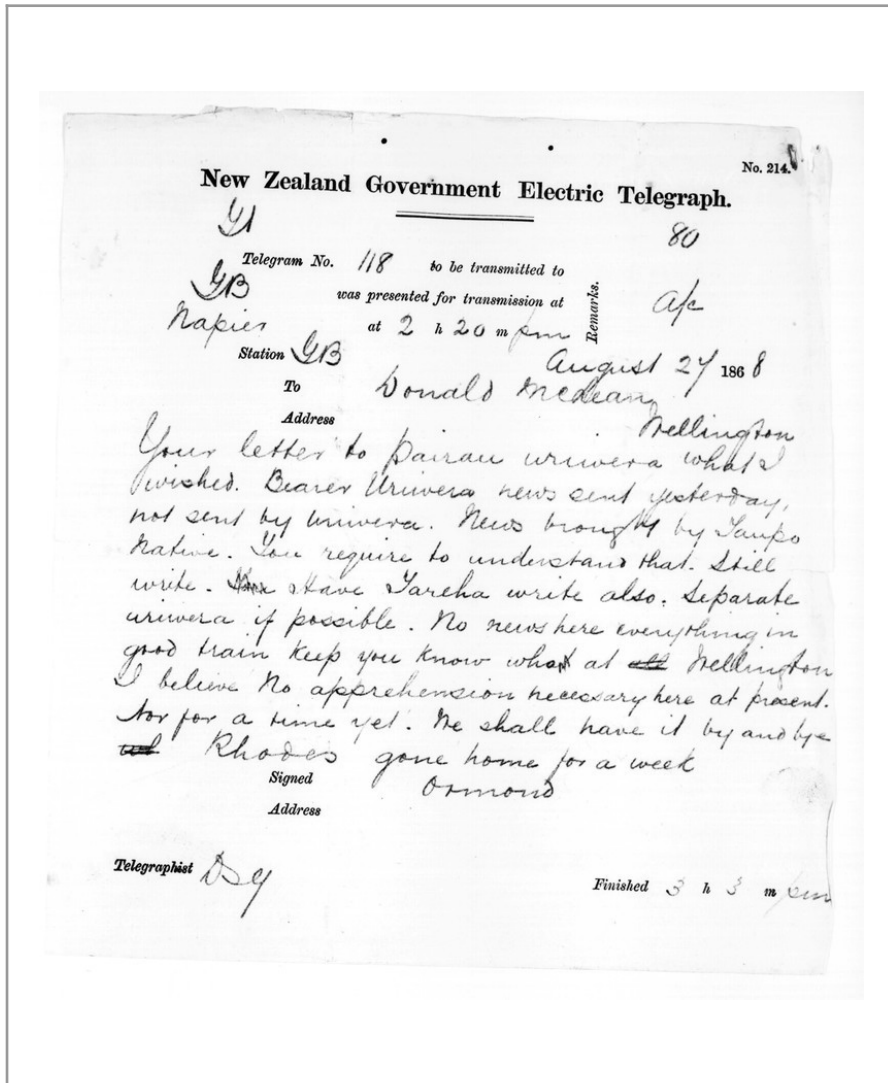 No. 214.
New Zealand Government Electric Telegraph.
80
Telegram No. 118 to be transmitted to
GB was presented for transmission at
Remarks. a/c
Napier at 2 h 20 m pm
Station GB August 27 1868
To Donald McLean
Address Wellington
Your letter to Pairau uriwera what I
wished. Bearer Uriwera news sent yesterday,
not sent by uriwera. News brought by Taupo
Native. You require to understand that. Still
write. Have Tareha write also. Separate
uriwera if possible. No news here everything in
good train keep you know what at Wellington
I believe no apprehension necessary here at present.
Nor for a time yet. We shall have it by and bye
Rhodes gone home for a week
Signed Ormond
Address
Telegraphist
Finished 3 h 3 m pm